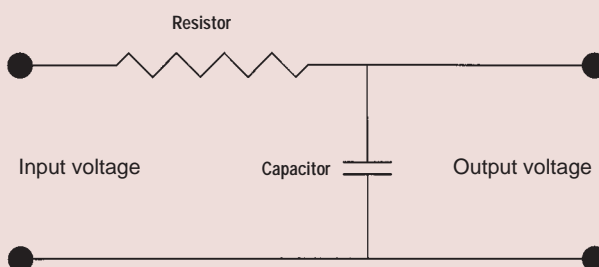 Resistor
Input voltage
Capacitor
Output voltage